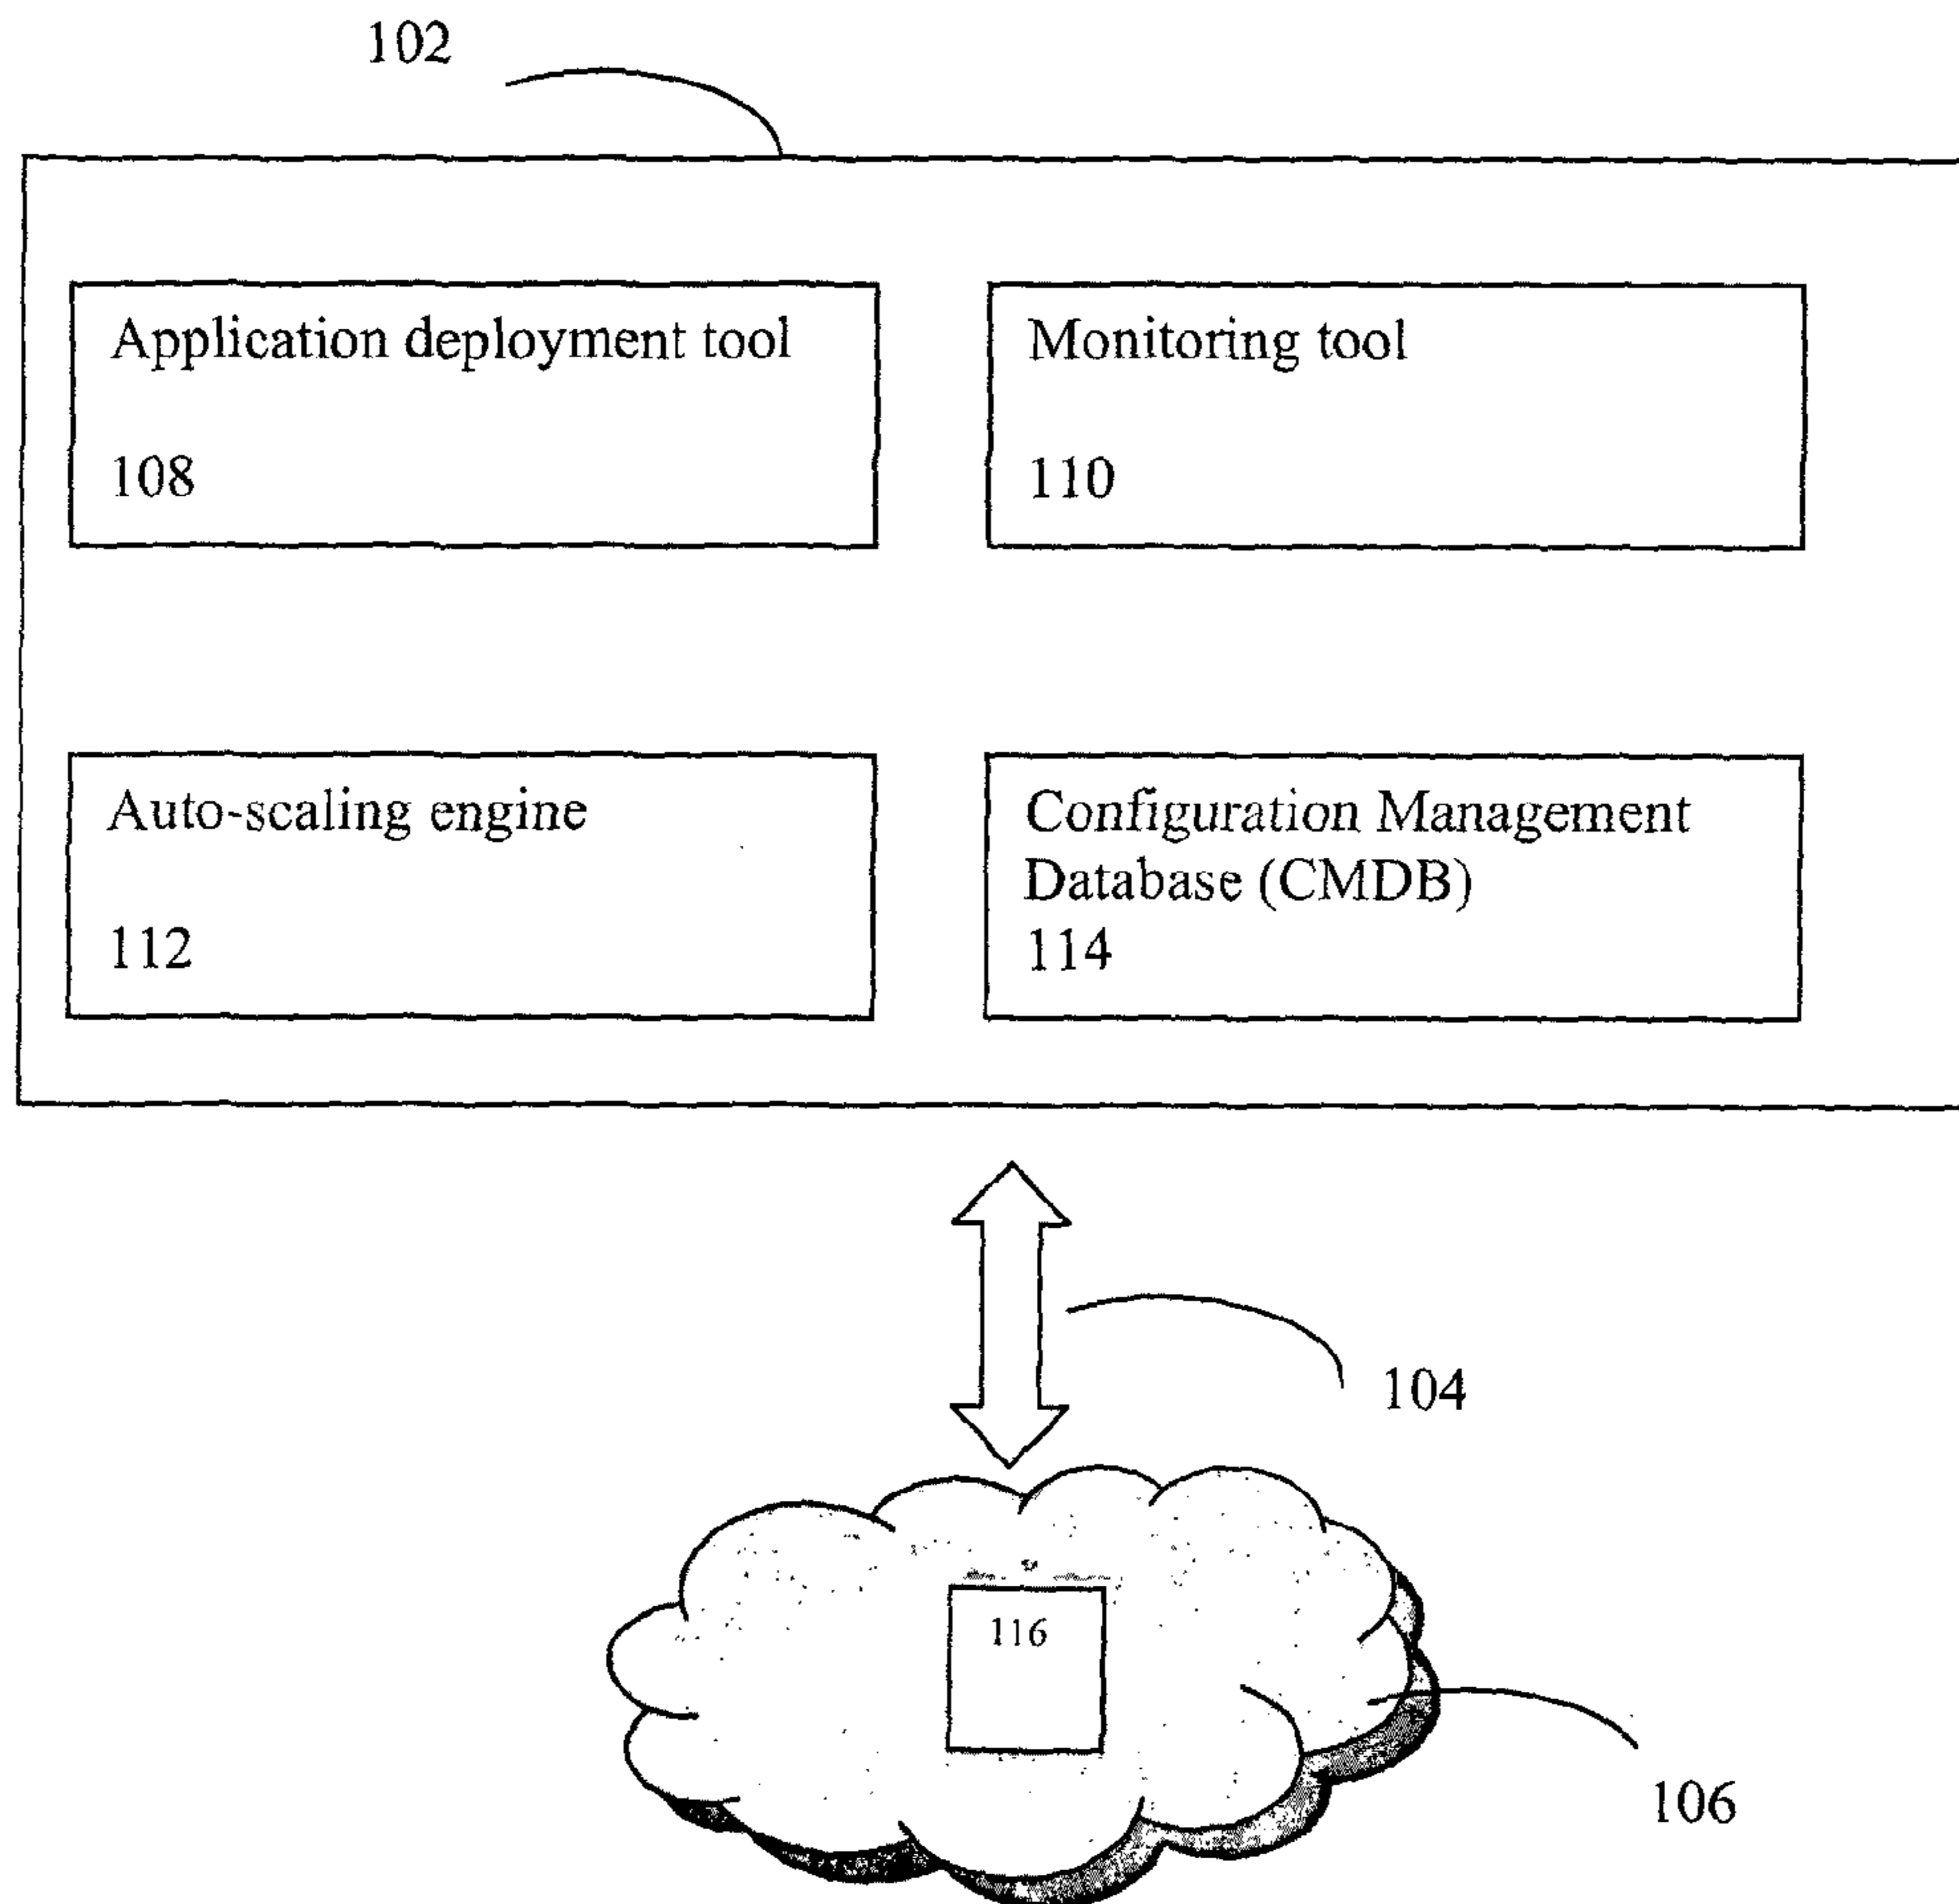 102
Application deployment tool
108
Monitoring tool
110
Auto-scaling engine
112
Configuration Management
Database (CMDB)
114
104
116
106